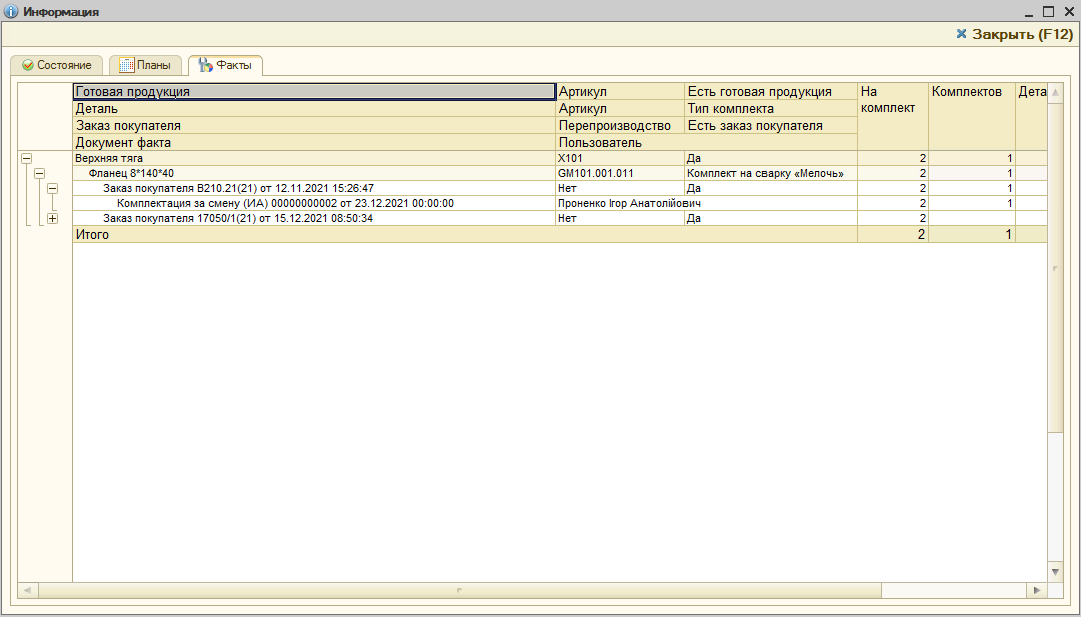 Информация
Закрыть (F12)
Состояние Планы Факты
Готовая продукция Артикул Есть готовая продукция На комплект Комплектов Дета
Деталь Артикул Тип комплекта
Заказ покупателя Перепроизводство Есть заказ покупателя
Документ факта Пользователь
Верхняя тяга X101 Да 2 1
Фланец 8*140*40 GM101.001.011 Комплект на сварку «Мелочь» 2 1
Заказ покупателя B210.21(21) от 12.11.2021 15:26:47 Нет Да 2 1
Комплектация за смену (ИА) 00000000002 от 23.12.2021 00:00:00 Проненко Ігор Анатолійович 2 1
Заказ покупателя 17050/1(21) от 15.12.2021 08:50:34 Нет Да 2
Итого 2 1